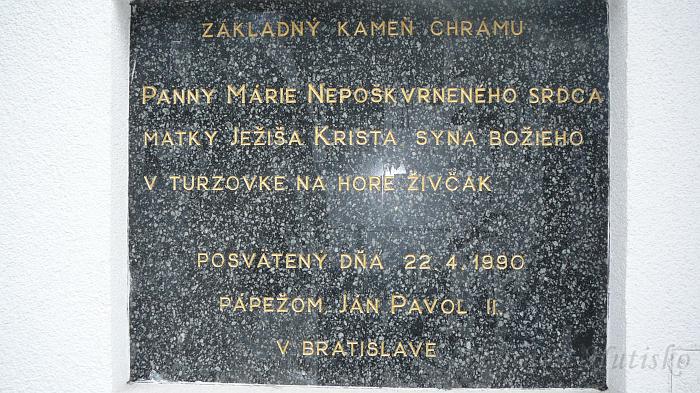 ZÁKLADNÝ KAMEŇ CHRÁMU
PANNY MÁRIE NEPOŠKVRNENÉHO SRDCA
MATKY JEŽIŠA KRISTA SYNA BOŽIEHO
V TURZOVKE NA HORE ŽIVČAK
POSVÄTENÝ DŇA 22.4.1990
PÁPEŽOM JÁN PAVOL II.
V BRATISLAVE